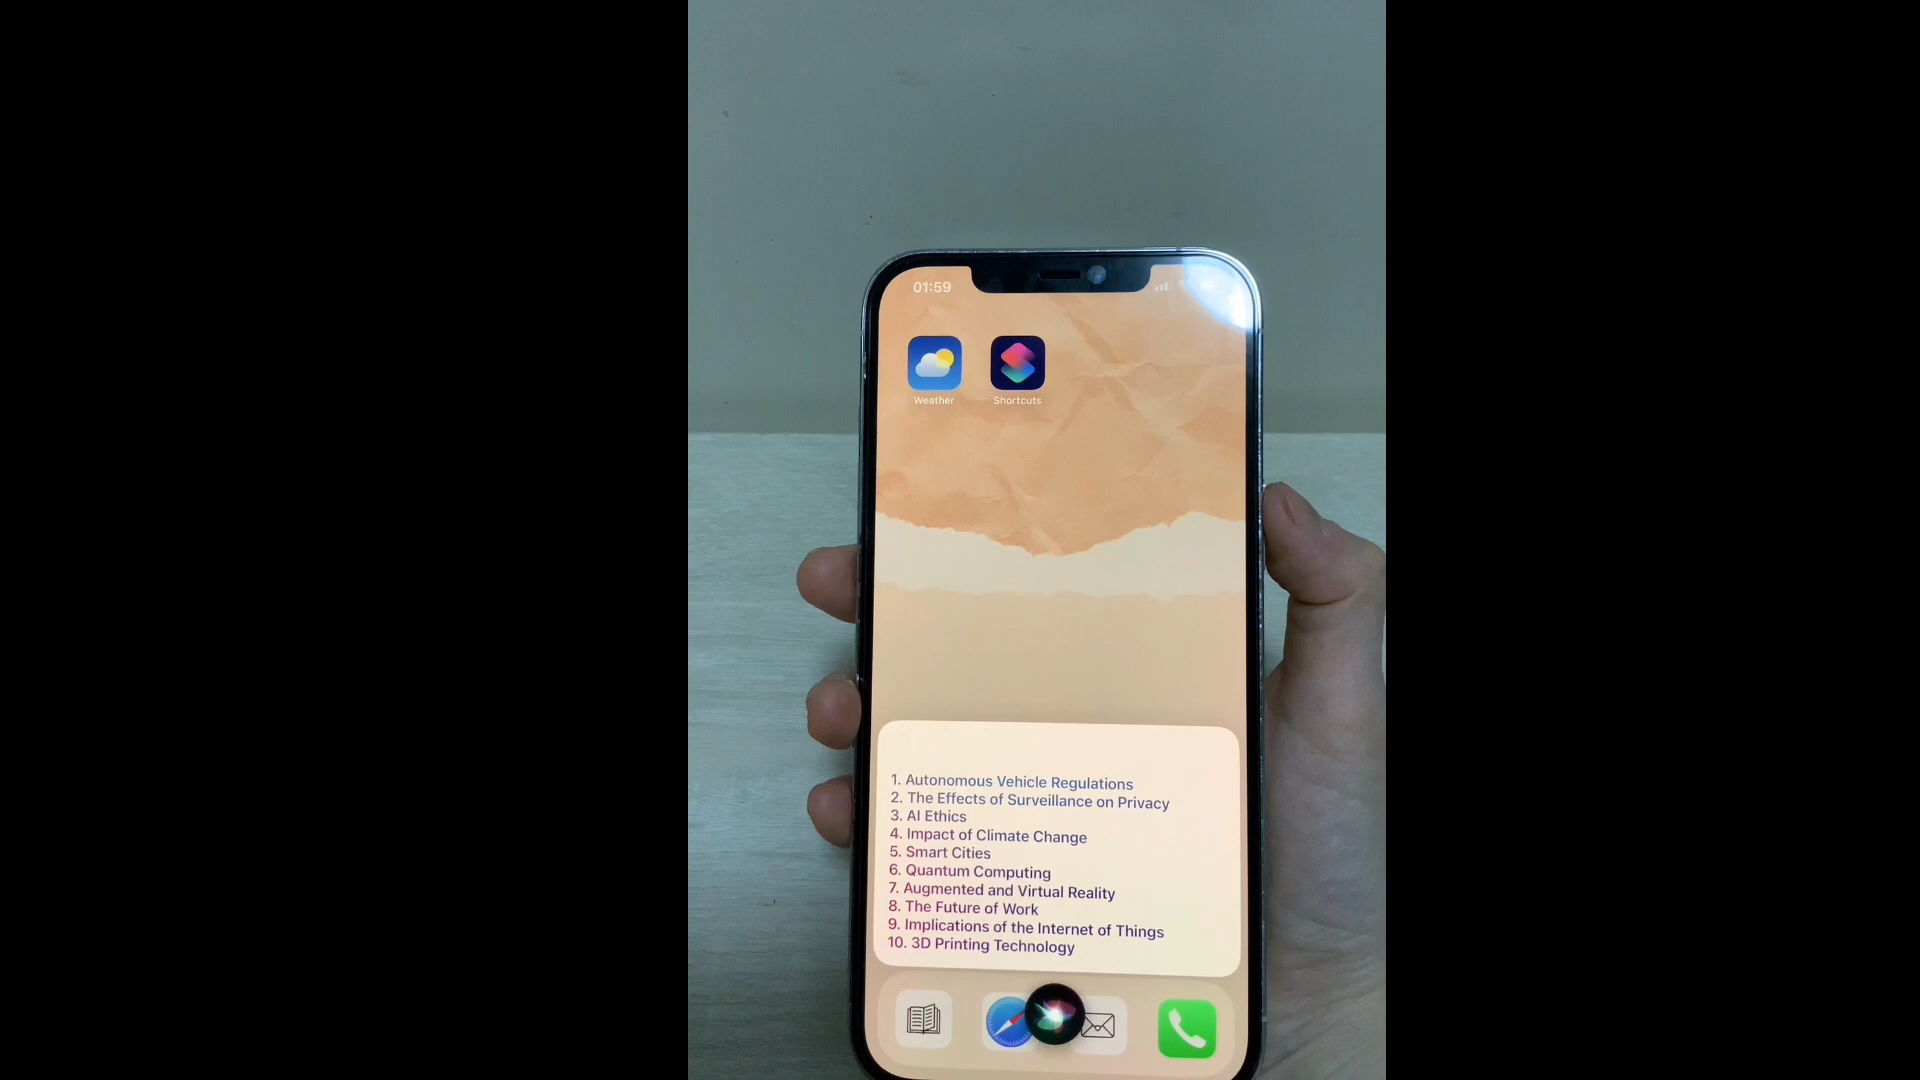 01:59
Weather
Shortcuts
1. Autonomous Vehicle Regulations
2. The Effects of Surveillance on Privacy
3. AI Ethics
4. Impact of Climate Change
5. Smart Cities
6. Quantum Computing
7. Augmented and Virtual Reality
8. The Future of Work
9. Implications of the Internet of Things
10. 3D Printing Technology